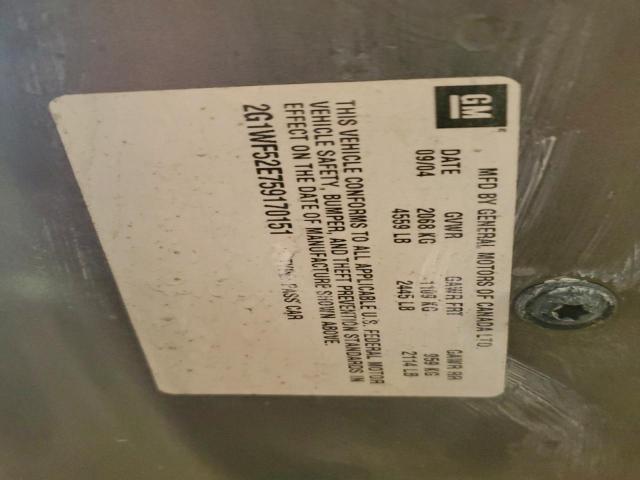 GM
MFD BY GENERAL MOTORS OF CANADA LTD.
DATE GVWR GAWR FRT GAWR RR
09/04 2068 KG 1109 KG 959 KG
4559 LB 2445 LB 2114 LB
THIS VEHICLE CONFORMS TO ALL APPLICABLE U.S. FEDERAL MOTOR
VEHICLE SAFETY, BUMPER, AND THEFT PREVENTION STANDARDS IN
EFFECT ON THE DATE OF MANUFACTURE SHOWN ABOVE.
2G1WF52E759170151 TYPE: PASS CAR